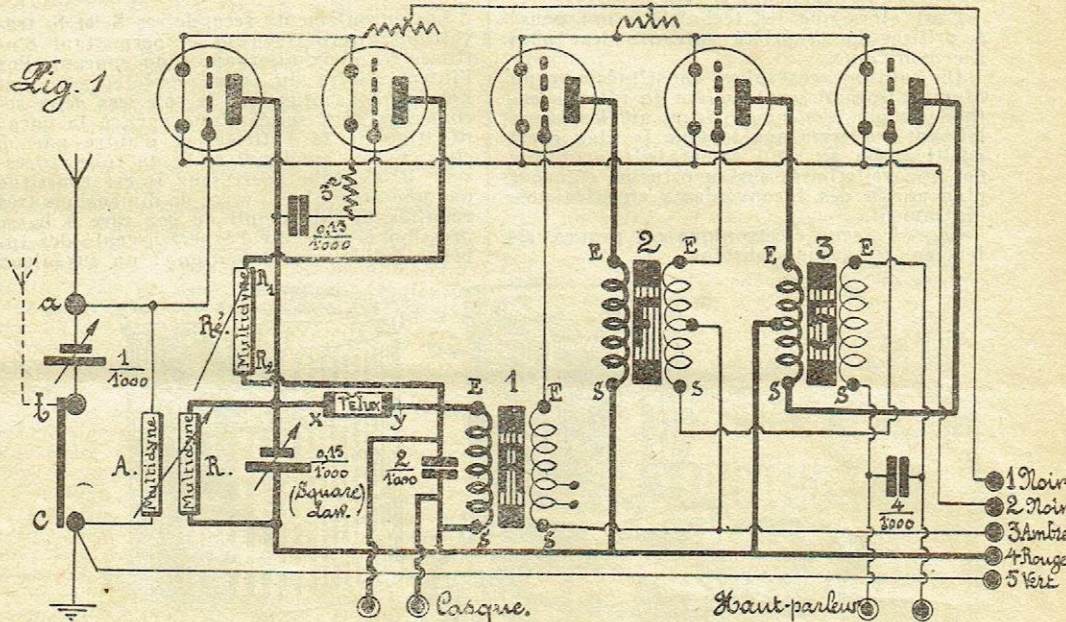 Fig. 1
3ω
0,15
1000
a
1
1000
t
C
A.
Multidyne
Multidyne
R.
Ré.
Multidyne
R1
R2
x
TELUX
y
0,15
1000
(Square
law.)
2
1000
E
1
E
S
S
E
2
E
S
S
E
3
E
S
S
4
1000
1 Noir
2 Noir
3 Ambre
4 Rouge
5 Vert
Casque.
Haut-parleur